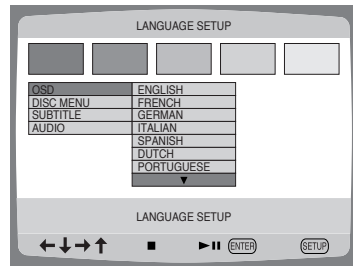 LANGUAGE SETUP
OSD ENGLISH
DISC MENU FRENCH
SUBTITLE GERMAN
AUDIO ITALIAN
SPANISH
DUTCH
PORTUGUESE
LANGUAGE SETUP
ENTER SETUP